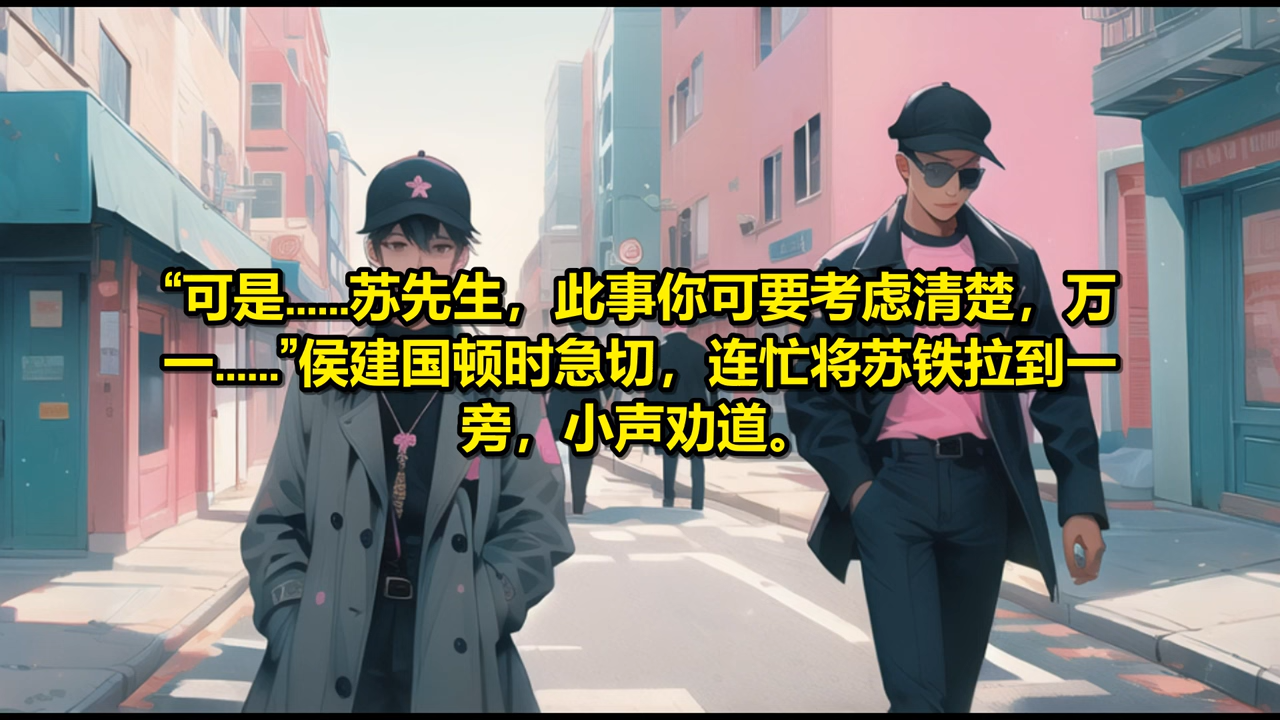 “可是......苏先生，此事你可要考虑清楚，万
一......”侯建国顿时急切，连忙将苏铁拉到一
旁，小声劝道。